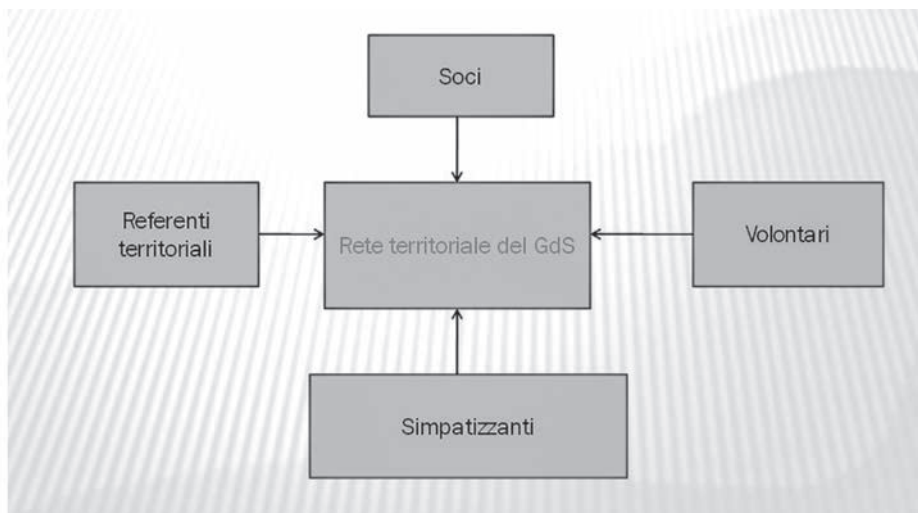 Soci
Referenti
territoriali
Rete territoriale del GdS
Volontari
Simpatizzanti